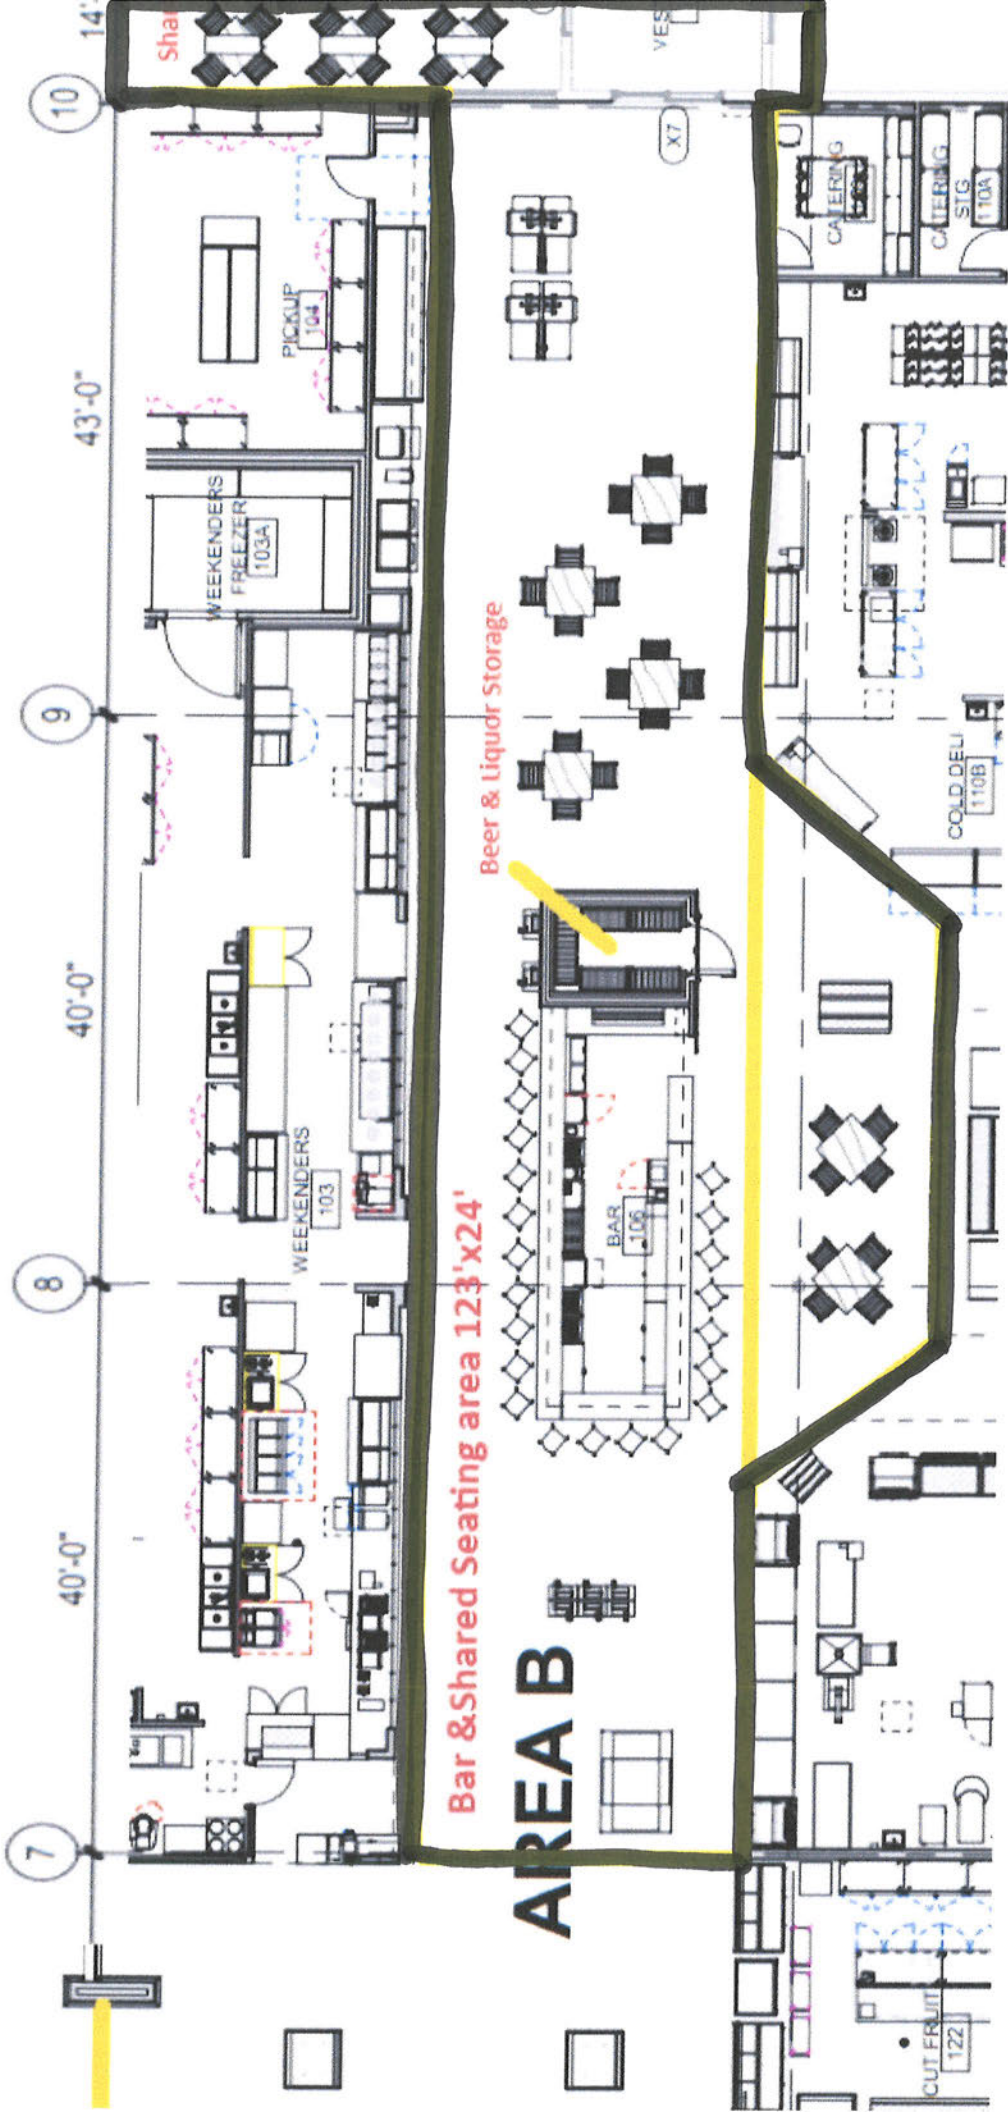 14'-
10
43'-0"
9
40'-0"
8
40'-0"
7
Shar
VES
X7
PICKUP
104
WEEKENDERS
FREEZER
103A
WEEKENDERS
103
Beer & Liquor Storage
Bar &Shared Seating area 123'x24'
BAR
106
AREA B
CATERING
CATERING
STG
110A
COLD DELI
110B
CUT FRUIT
122